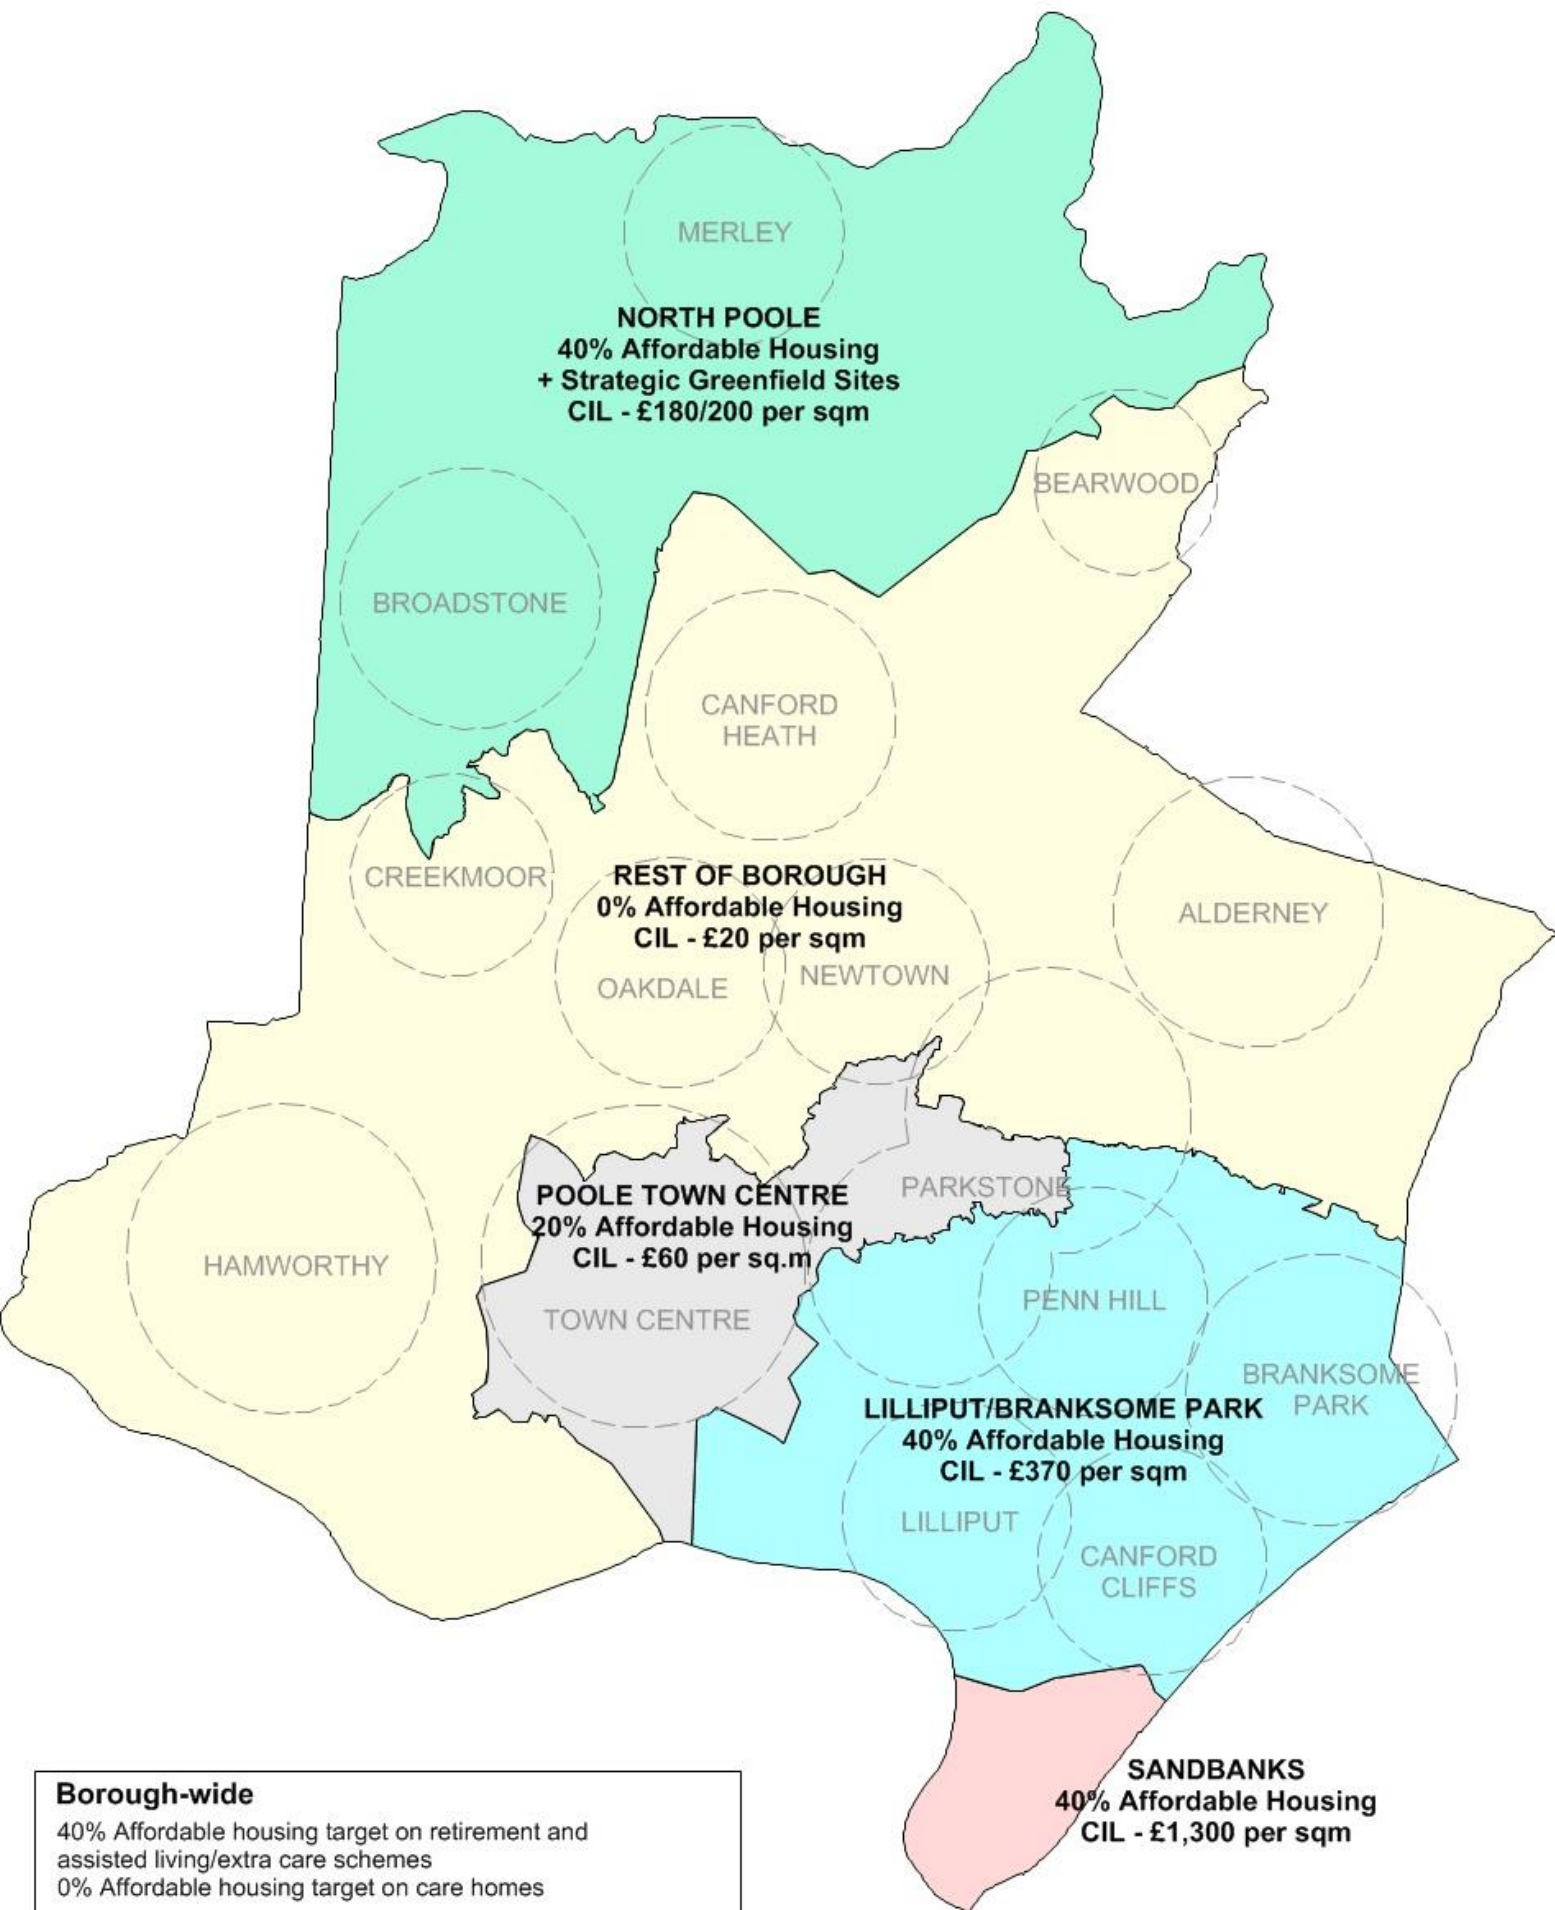 MERLEY
NORTH POOLE
40% Affordable Housing
+ Strategic Greenfield Sites
CIL - £180/200 per sqm
BEARWOOD
BROADSTONE
CANFORD
HEATH
CREEKMOOR
REST OF BOROUGH
0% Affordable Housing
CIL - £20 per sqm
ALDERNEY
OAKDALE
NEWTOWN
PARKSTONE
POOLE TOWN CENTRE
20% Affordable Housing
CIL - £60 per sq.m
HAMWORTHY
TOWN CENTRE
PENN HILL
BRANKSOME
PARK
LILLIPUT/BRANKSOME PARK
40% Affordable Housing
CIL - £370 per sqm
LILLIPUT
CANFORD
CLIFFS
SANDBANKS
40% Affordable Housing
CIL - £1,300 per sqm
Borough-wide
40% Affordable housing target on retirement and
assisted living/extra care schemes
0% Affordable housing target on care homes